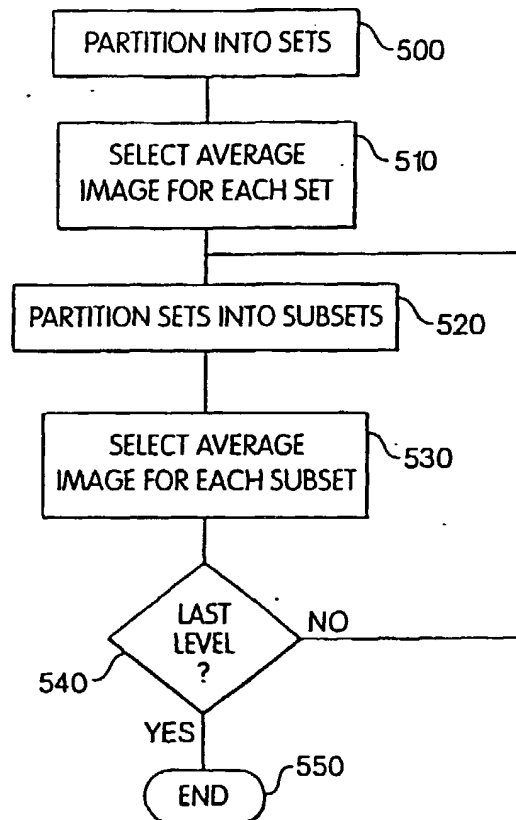 PARTITION INTO SETS
500
SELECT AVERAGE
IMAGE FOR EACH SET
510
PARTITION SETS INTO SUBSETS
520
SELECT AVERAGE
IMAGE FOR EACH SUBSET
530
LAST
LEVEL
?
NO
540
YES
END
550